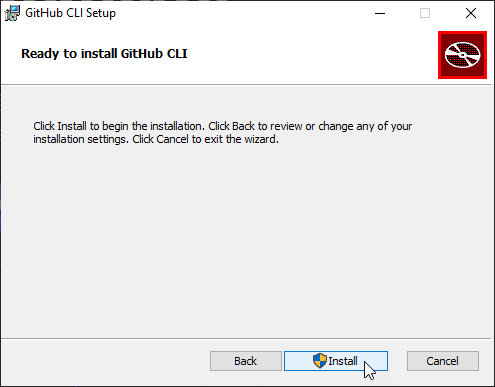 GitHub CLI Setup
Ready to install GitHub CLI
Click Install to begin the installation. Click Back to review or change any of your
installation settings. Click Cancel to exit the wizard.
Back
Install
Cancel